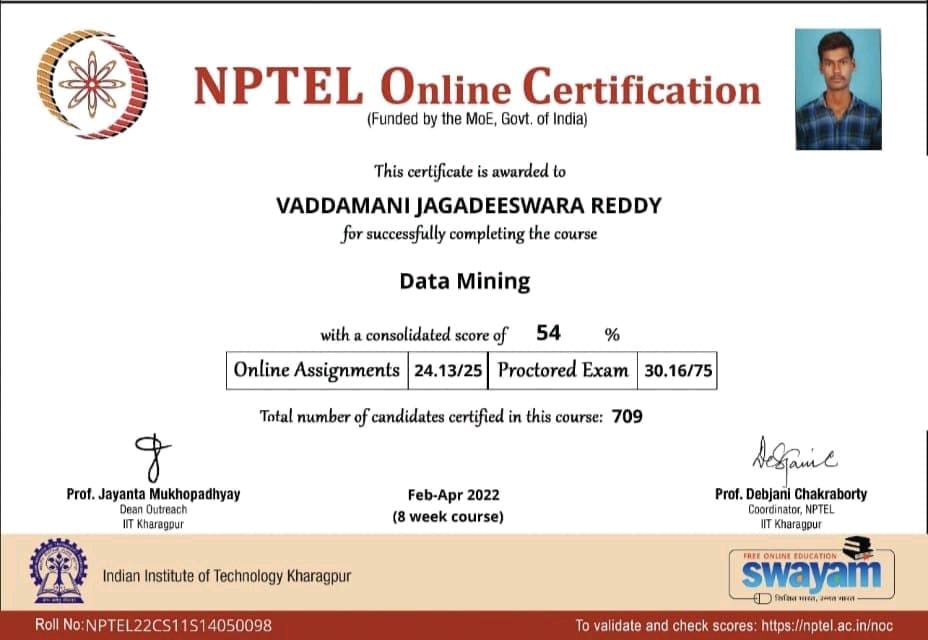 NPTEL Online Certification
(Funded by the MoE, Govt. of India)
This certificate is awarded to
VADDAMANI JAGADEESWARA REDDY
for successfully completing the course
Data Mining
with a consolidated score of 54 %
Online Assignments 24.13/25 Proctored Exam 30.16/75
Total number of candidates certified in this course: 709
Prof. Jayanta Mukhopadhyay
Dean Outreach
IIT Kharagpur
Feb-Apr 2022
(8 week course)
Prof. Debjani Chakraborty
Coordinator, NPTEL
IIT Kharagpur
Indian Institute of Technology Kharagpur
FREE ONLINE EDUCATION
swayam
शिक्षित भारत, उन्नत भारत
Roll No:NPTEL22CS11S14050098
To validate and check scores: https://nptel.ac.in/noc